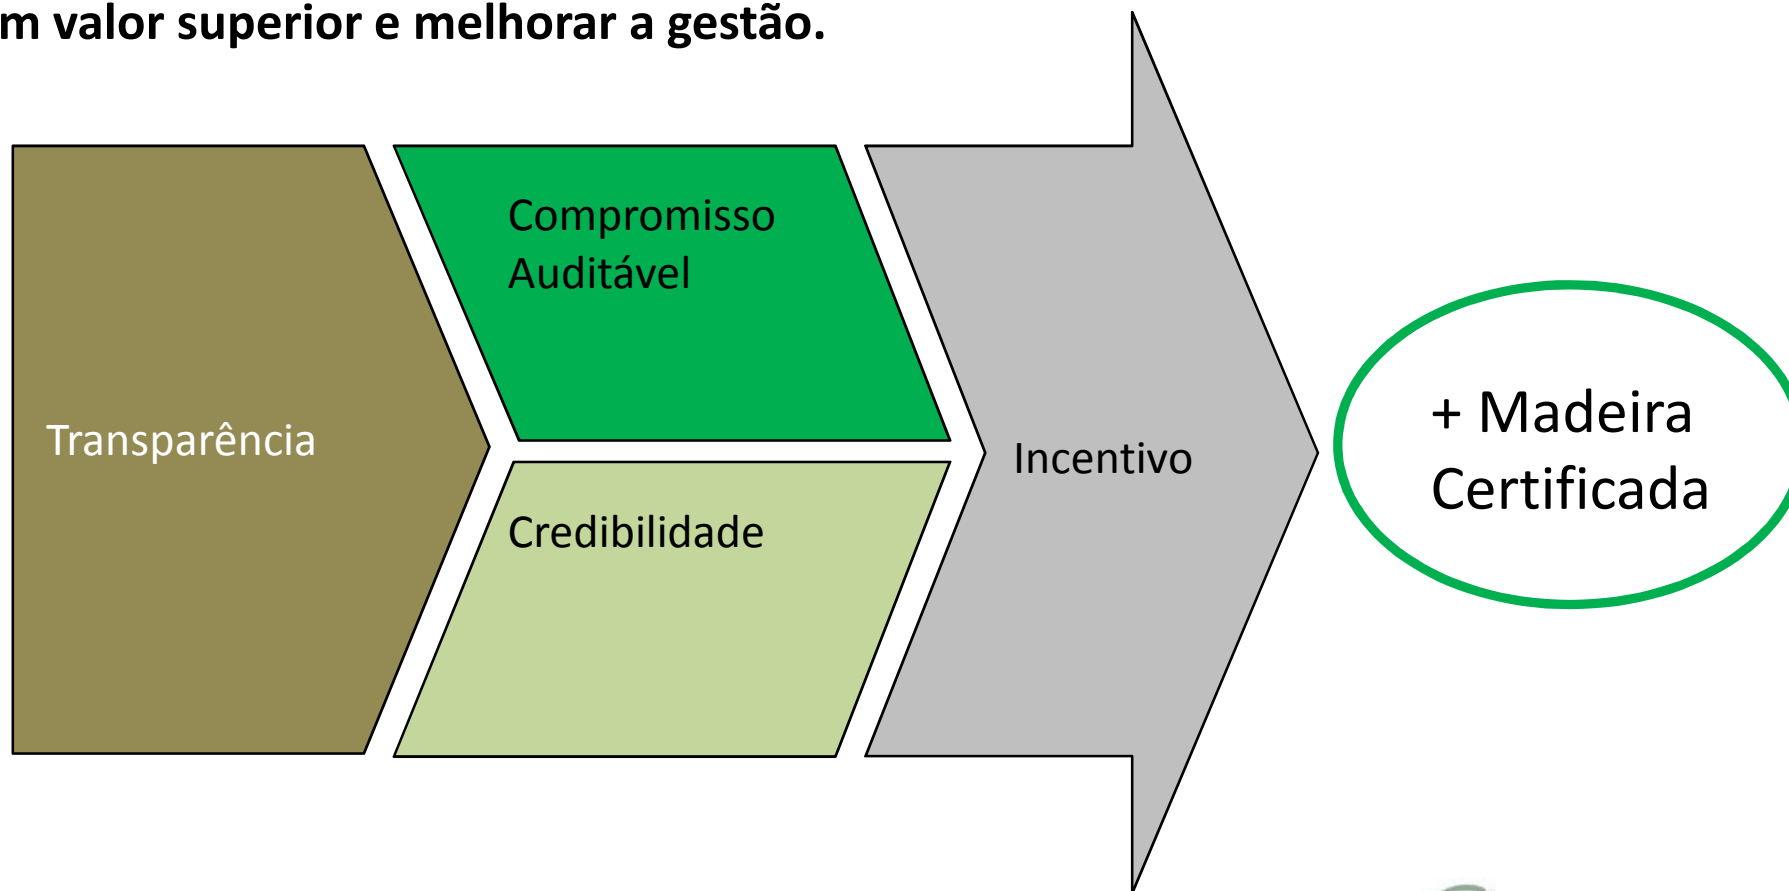 m valor superior e melhorar a gestão.
Transparência
Compromisso
Auditável
Credibilidade
Incentivo
+ Madeira
Certificada